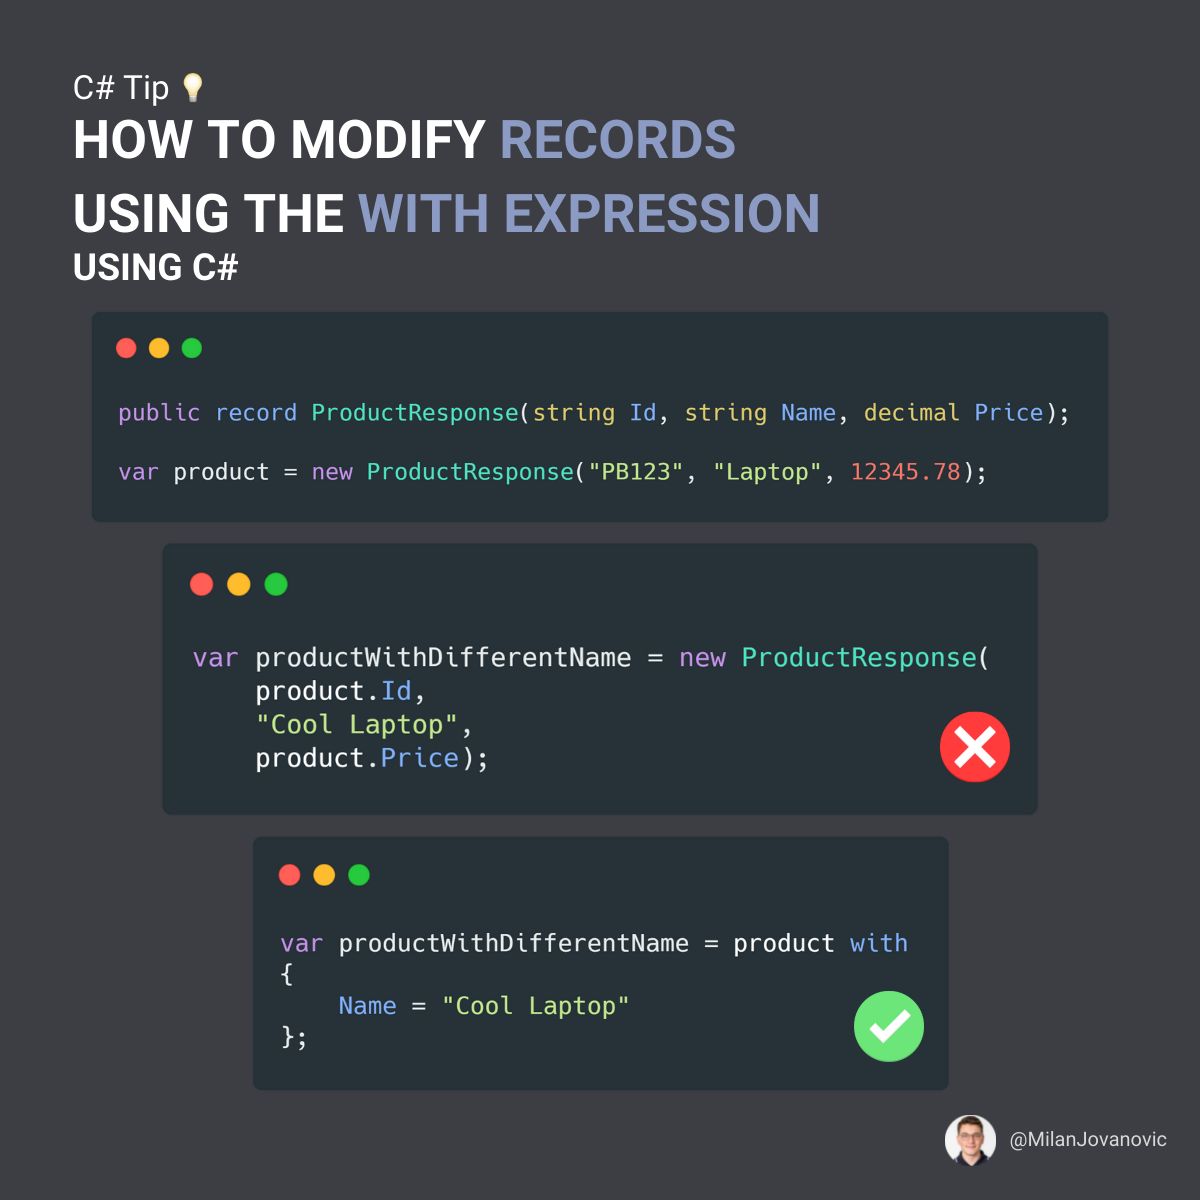 C# Tip 💡
HOW TO MODIFY RECORDS
USING THE WITH EXPRESSION
USING C#
public record ProductResponse(string Id, string Name, decimal Price);
var product = new ProductResponse("PB123", "Laptop", 12345.78);
var productWithDifferentName = new ProductResponse(
    product.Id,
    "Cool Laptop",
    product.Price);
var productWithDifferentName = product with
{
    Name = "Cool Laptop"
};
@MilanJovanovic